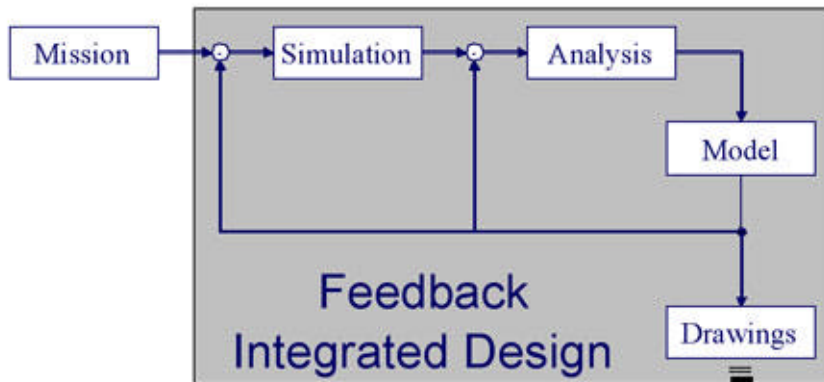 Mission
Simulation
Analysis
Model
Feedback
Integrated Design
Drawings